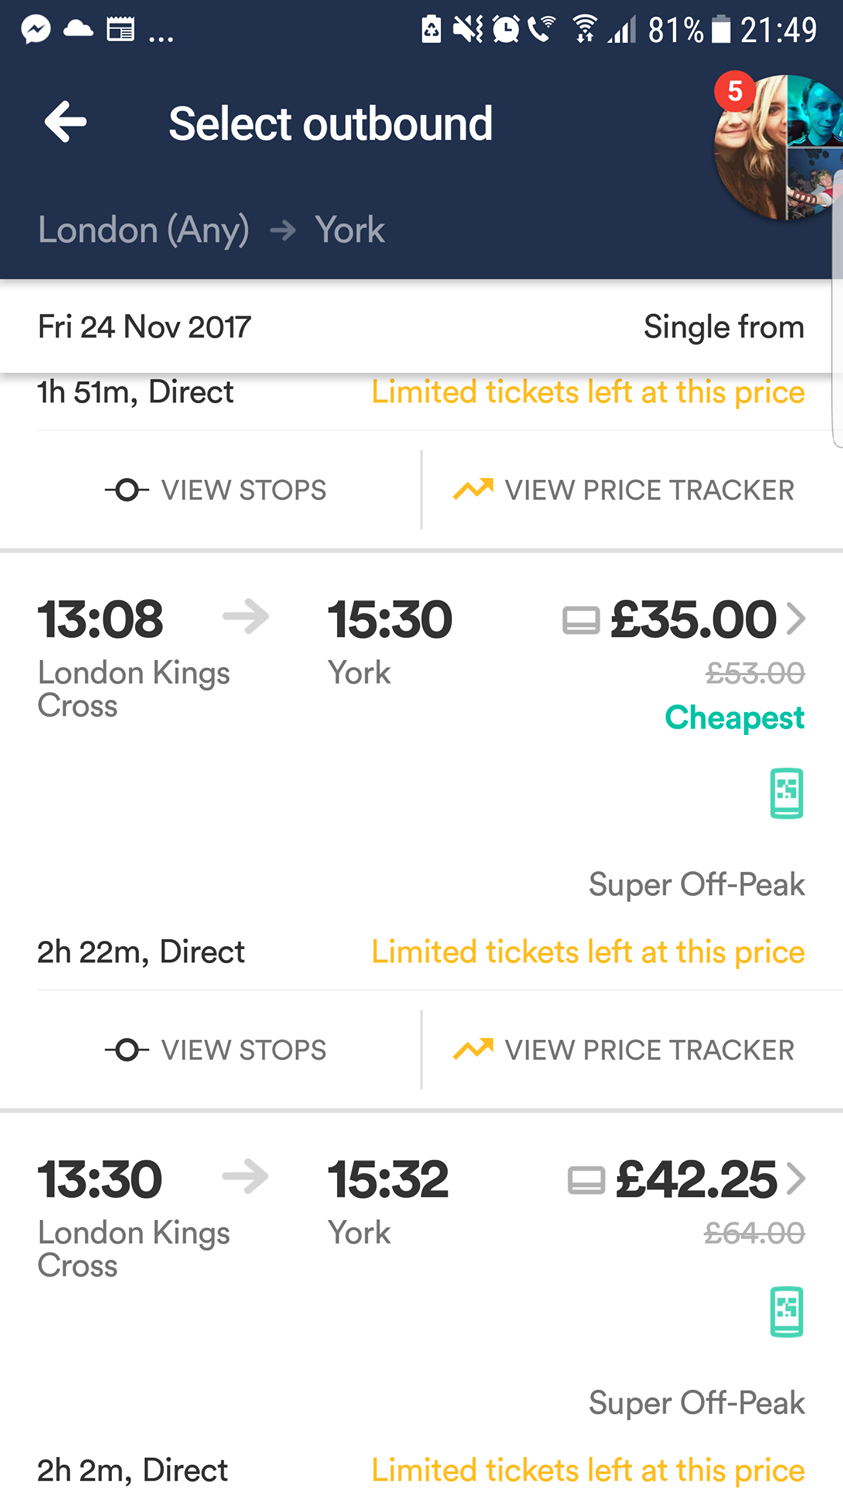 ... 81% 21:49
5
Select outbound
London (Any) → York
Fri 24 Nov 2017 Single from
1h 51m, Direct Limited tickets left at this price
VIEW STOPS VIEW PRICE TRACKER
13:08 → 15:30 £35.00 >
London Kings York £53.00
Cross Cheapest
Super Off-Peak
2h 22m, Direct Limited tickets left at this price
VIEW STOPS VIEW PRICE TRACKER
13:30 → 15:32 £42.25 >
London Kings York £64.00
Cross
Super Off-Peak
2h 2m, Direct Limited tickets left at this price